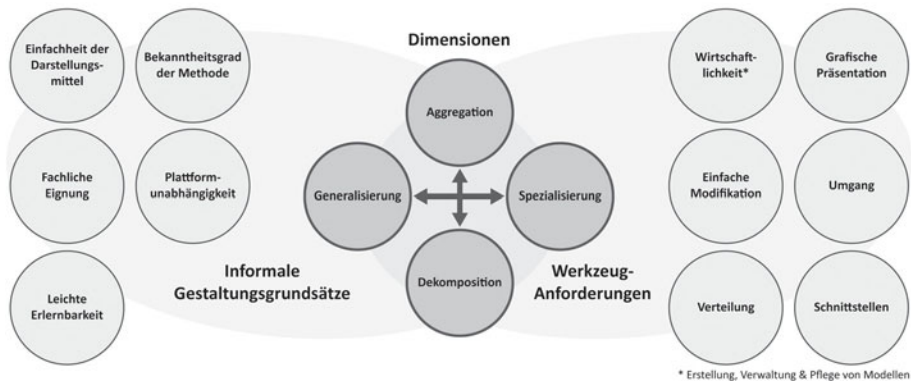 Einfachheit der
Darstellungs-
mittel
Bekanntheitsgrad
der Methode
Fachliche
Eignung
Plattform-
unabhängigkeit
Leichte
Erlernbarkeit
Informale
Gestaltungsgrundsätze
Dimensionen
Aggregation
Generalisierung
Spezialisierung
Dekomposition
Werkzeug-
Anforderungen
Wirtschaft-
lichkeit*
Grafische
Präsentation
Einfache
Modifikation
Umgang
Verteilung
Schnittstellen
* Erstellung, Verwaltung & Pflege von Modellen